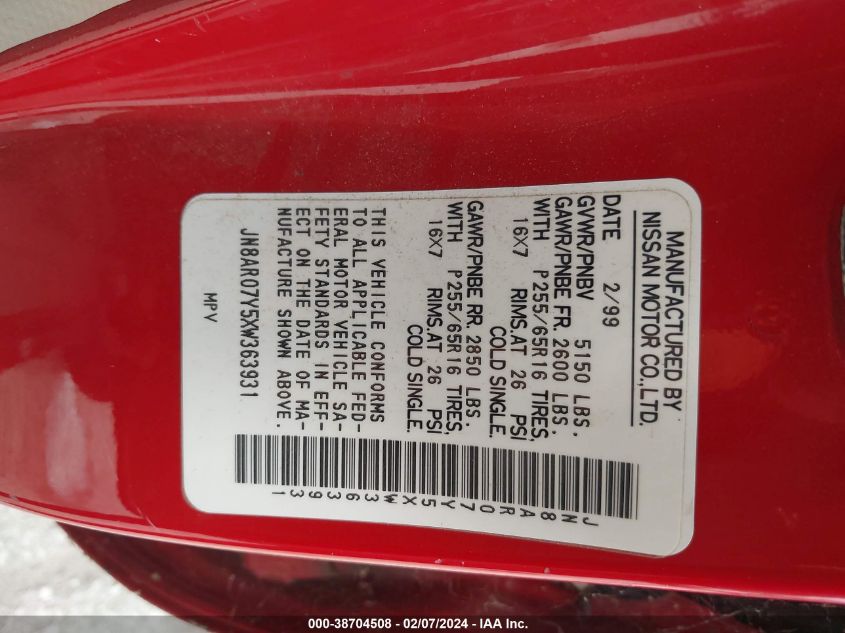 MANUFACTURED BY
NISSAN MOTOR CO.,LTD.
DATE 2/99
GVWR/PNBV 5150 LBS.
GAWR/PNBE FR. 2600 LBS.
WITH P255/65R16 TIRES,
16X7 RIMS.AT 26 PSI
COLD SINGLE.
GAWR/PNBE RR. 2850 LBS.
WITH P255/65R16 TIRES,
16X7 RIMS.AT 26 PSI
COLD SINGLE.
THIS VEHICLE CONFORMS
TO ALL APPLICABLE FED-
ERAL MOTOR VEHICLE SA-
FETY STANDARDS IN EFF-
ECT ON THE DATE OF MA-
NUFACTURE SHOWN ABOVE.
JN8AR07Y5XW363931
MPV
JN8AR07Y5XW363931
000-38704508 - 02/07/2024 - IAA Inc.